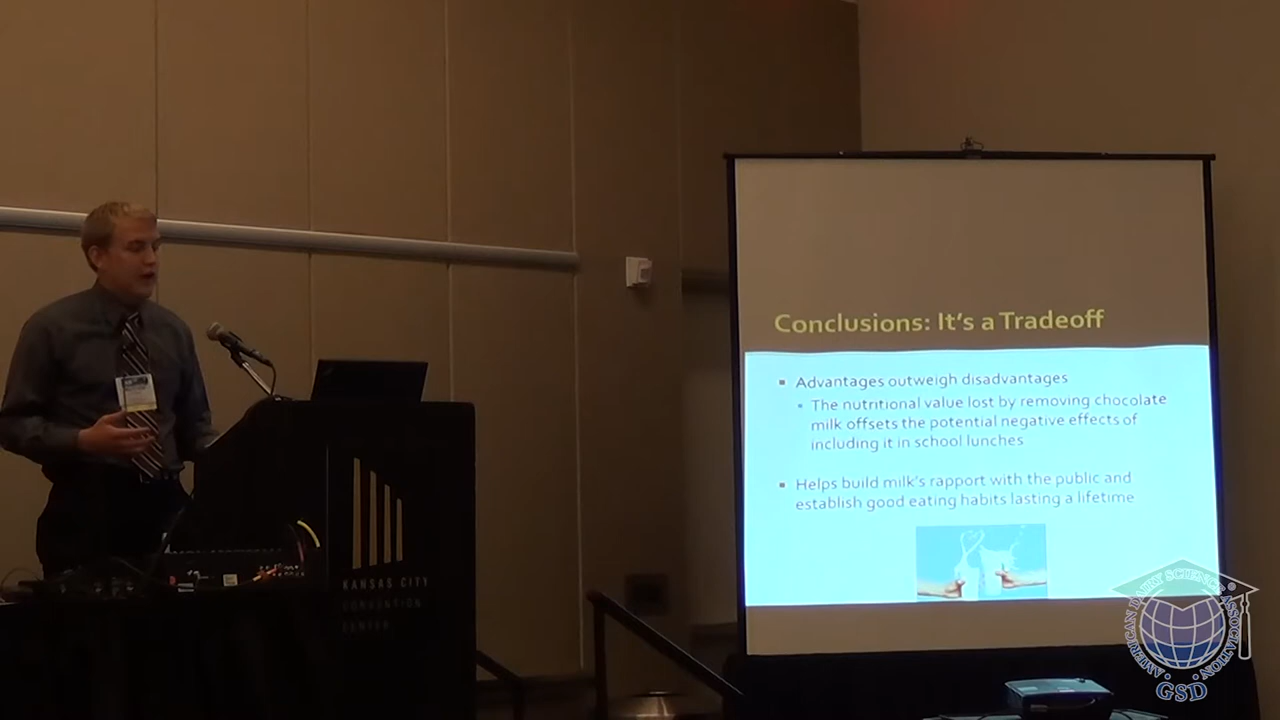 Conclusions: It's a Tradeoff
Advantages outweigh disadvantages
The nutritional value lost by removing chocolate
milk offsets the potential negative effects of
including it in school lunches
Helps build milk's rapport with the public and
establish good eating habits lasting a lifetime
KANSAS CITY
CONVENTION
CENTER
AMERICAN DAIRY SCIENCE ASSOCIATION®
GSD